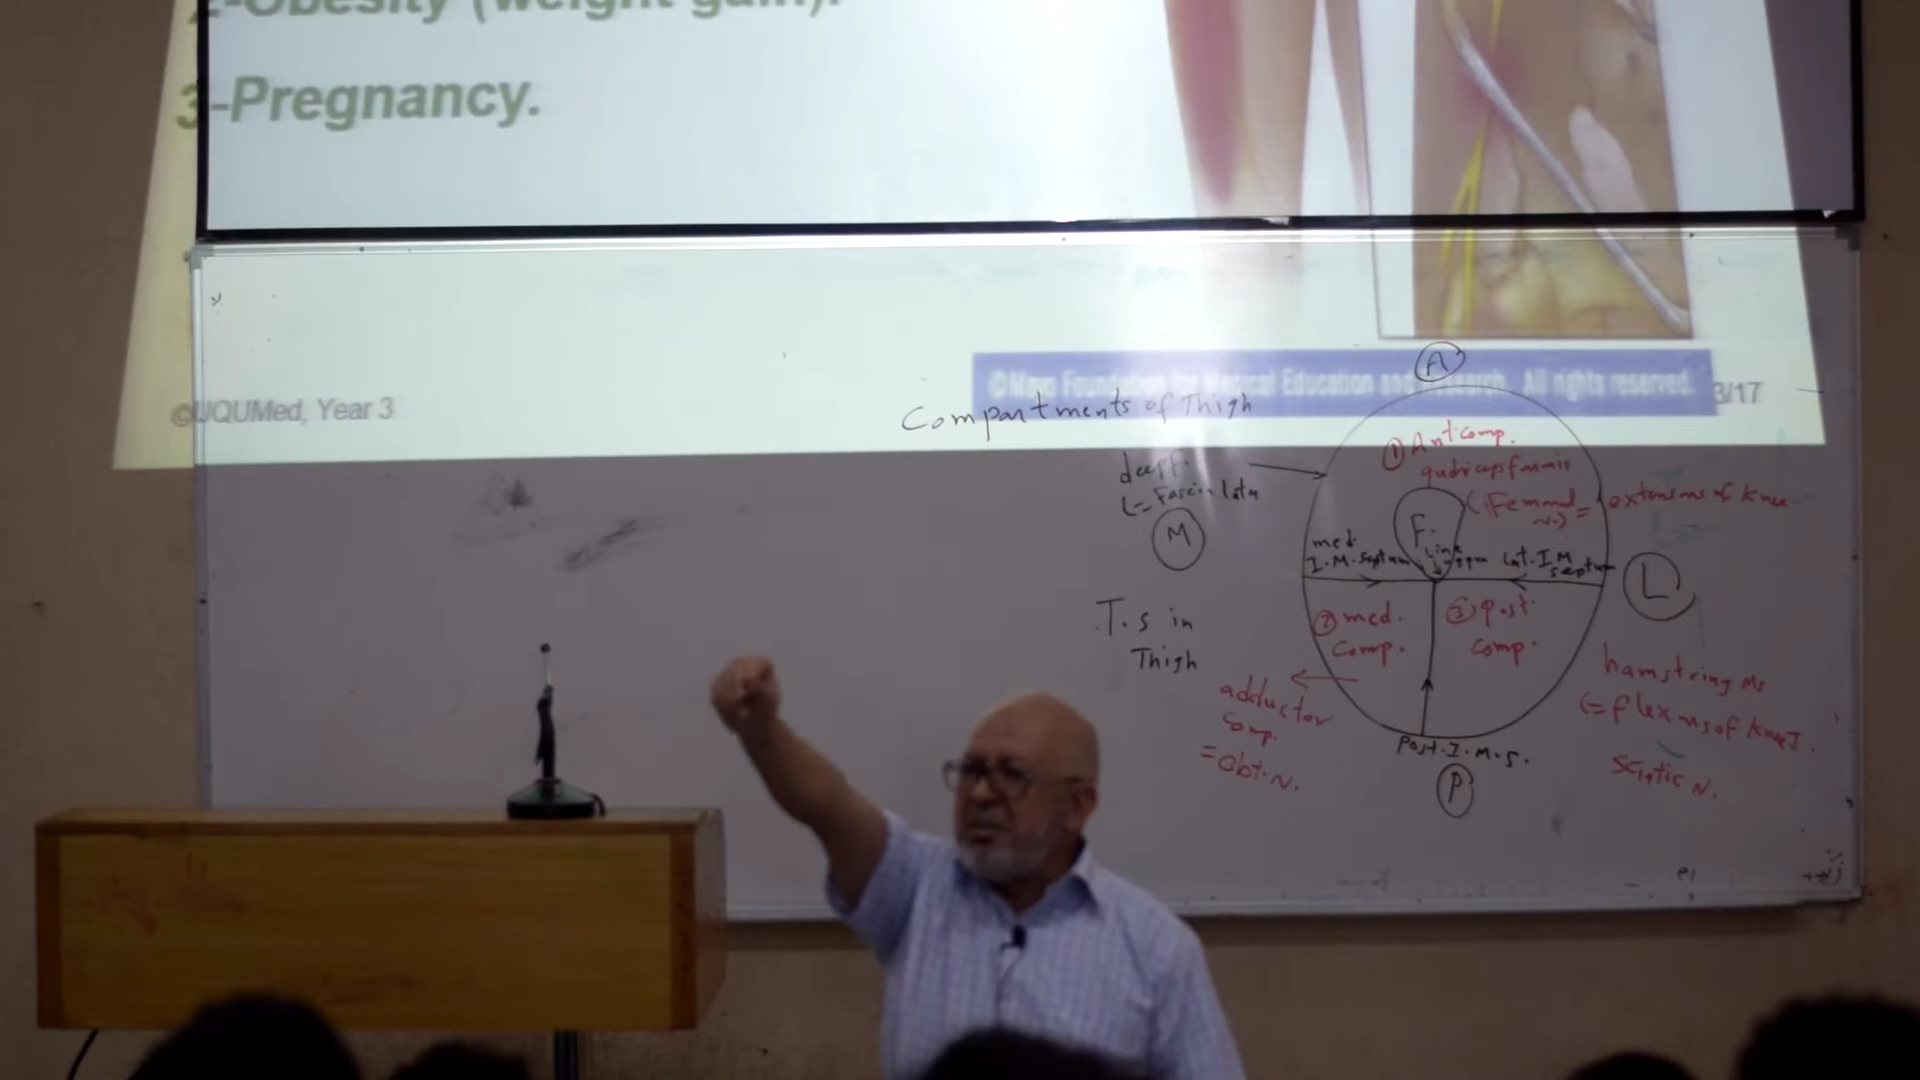 2-Obesity (weight gain).
3-Pregnancy.
©Mayo Foundation for Medical Education and Research. All rights reserved.
3/17
©UQUMed, Year 3
Compartments of Thigh
A
deep F.
(= Fascia lata
M
① Ant. comp.
(Femoral
N.)
= extensors of knee
F.
med.
I.M. septum
Linea
Lat. I.M
septum
L
T.S in
Thigh
② med.
comp.
③ post.
comp.
adductor
comp.
= obt. N.
hamstring Ms
(= flexors of knee J.
Sciatic N.
Post. I.M.S.
P